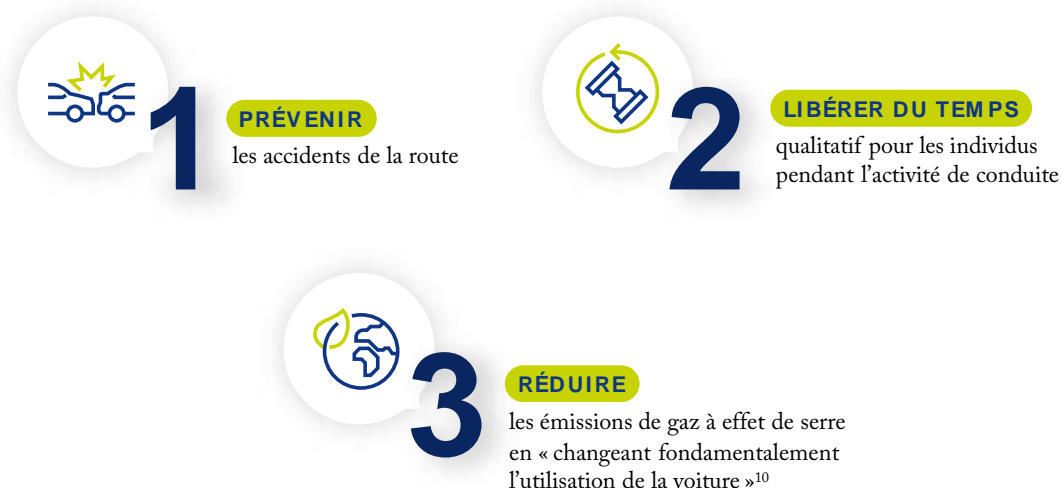 1
PRÉVENIR
les accidents de la route
2
LIBÉRER DU TEMPS
qualitatif pour les individus
pendant l'activité de conduite
3
RÉDUIRE
les émissions de gaz à effet de serre
en « changeant fondamentalement
l'utilisation de la voiture »¹⁰